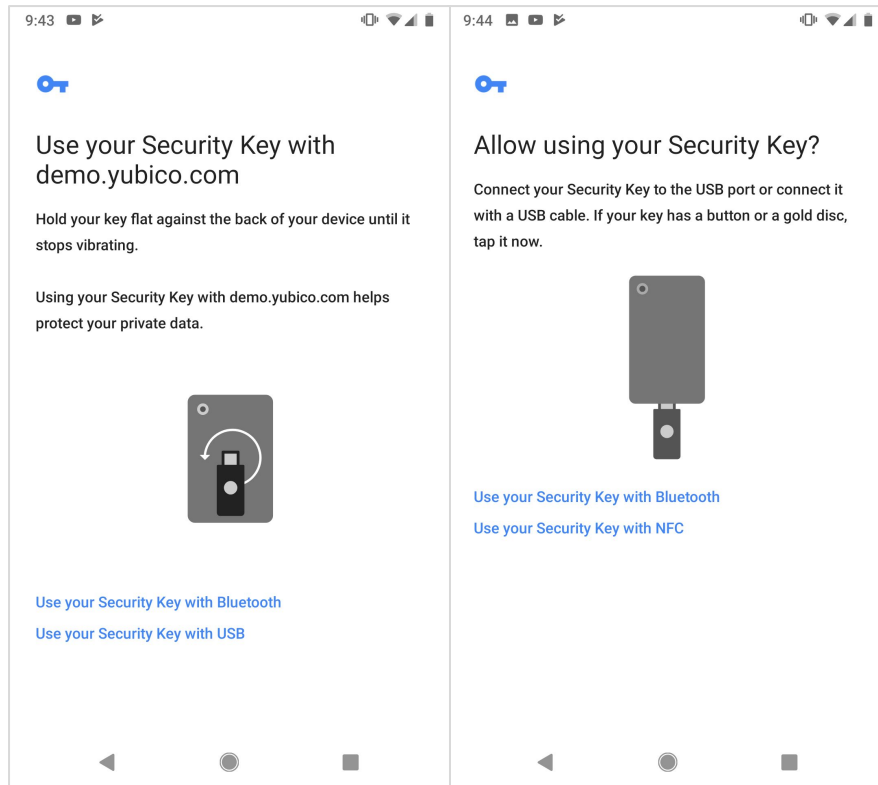 9:43
Use your Security Key with
demo.yubico.com
Hold your key flat against the back of your device until it
stops vibrating.
Using your Security Key with demo.yubico.com helps
protect your private data.
Use your Security Key with Bluetooth
Use your Security Key with USB
9:44
Allow using your Security Key?
Connect your Security Key to the USB port or connect it
with a USB cable. If your key has a button or a gold disc,
tap it now.
Use your Security Key with Bluetooth
Use your Security Key with NFC